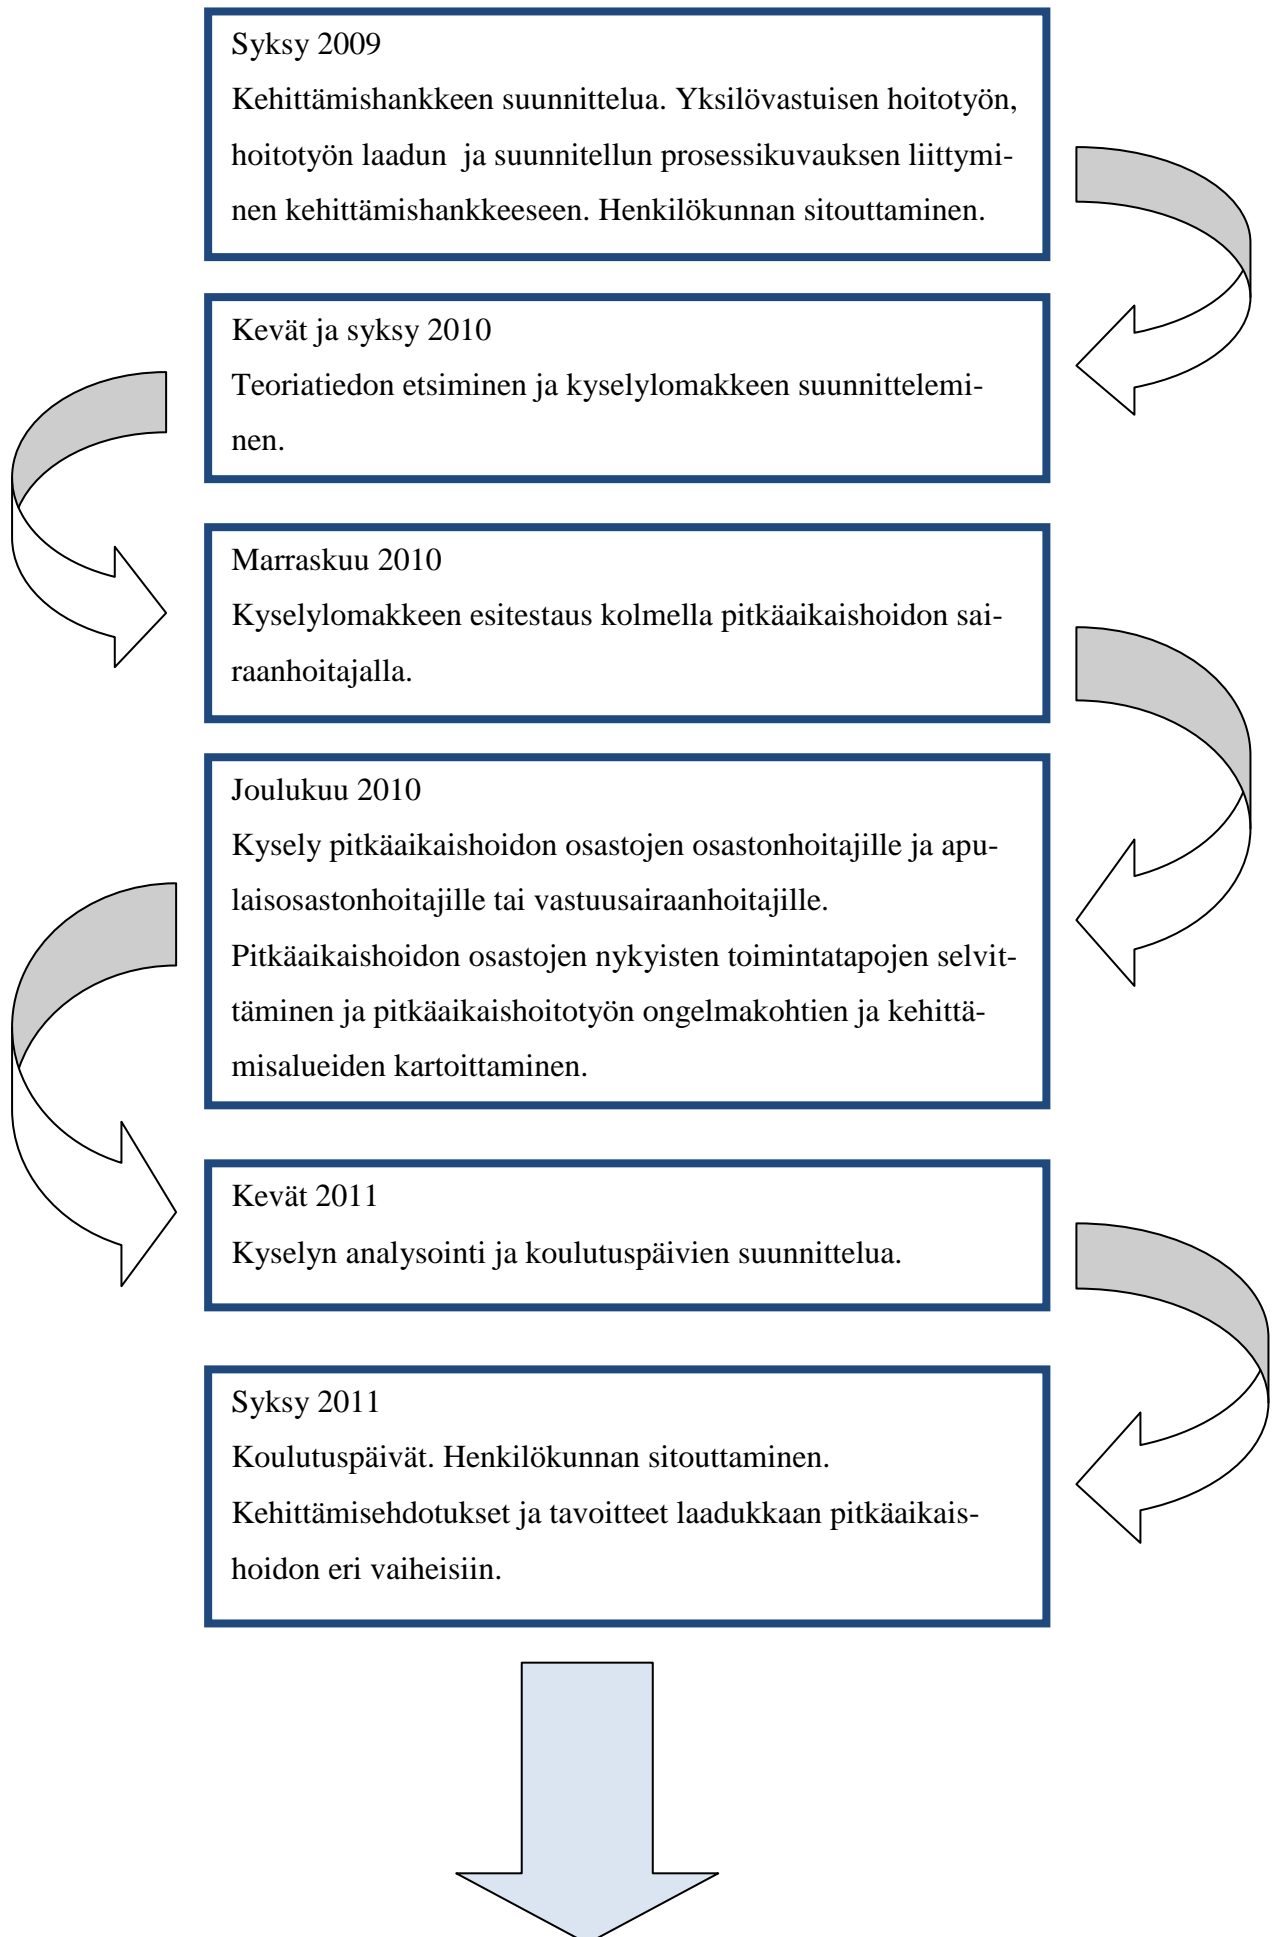 Syksy 2009
Kehittämishankkeen suunnittelua. Yksilövastuisen hoitotyön,
hoitotyön laadun ja suunnitellun prosessikuvauksen liittymi-
nen kehittämishankkeeseen. Henkilökunnan sitouttaminen.
Kevät ja syksy 2010
Teoriatiedon etsiminen ja kyselylomakkeen suunnittelemi-
nen.
Marraskuu 2010
Kyselylomakkeen esitestaus kolmella pitkäaikaishoidon sai-
raanhoitajalla.
Joulukuu 2010
Kysely pitkäaikaishoidon osastojen osastonhoitajille ja apu-
laisosastonhoitajille tai vastuusairaanhoitajille.
Pitkäaikaishoidon osastojen nykyisten toimintatapojen selvit-
täminen ja pitkäaikaishoitotyön ongelmakohtien ja kehittä-
misalueiden kartoittaminen.
Kevät 2011
Kyselyn analysointi ja koulutuspäivien suunnittelua.
Syksy 2011
Koulutuspäivät. Henkilökunnan sitouttaminen.
Kehittämisehdotukset ja tavoitteet laadukkaan pitkäaikais-
hoidon eri vaiheisiin.